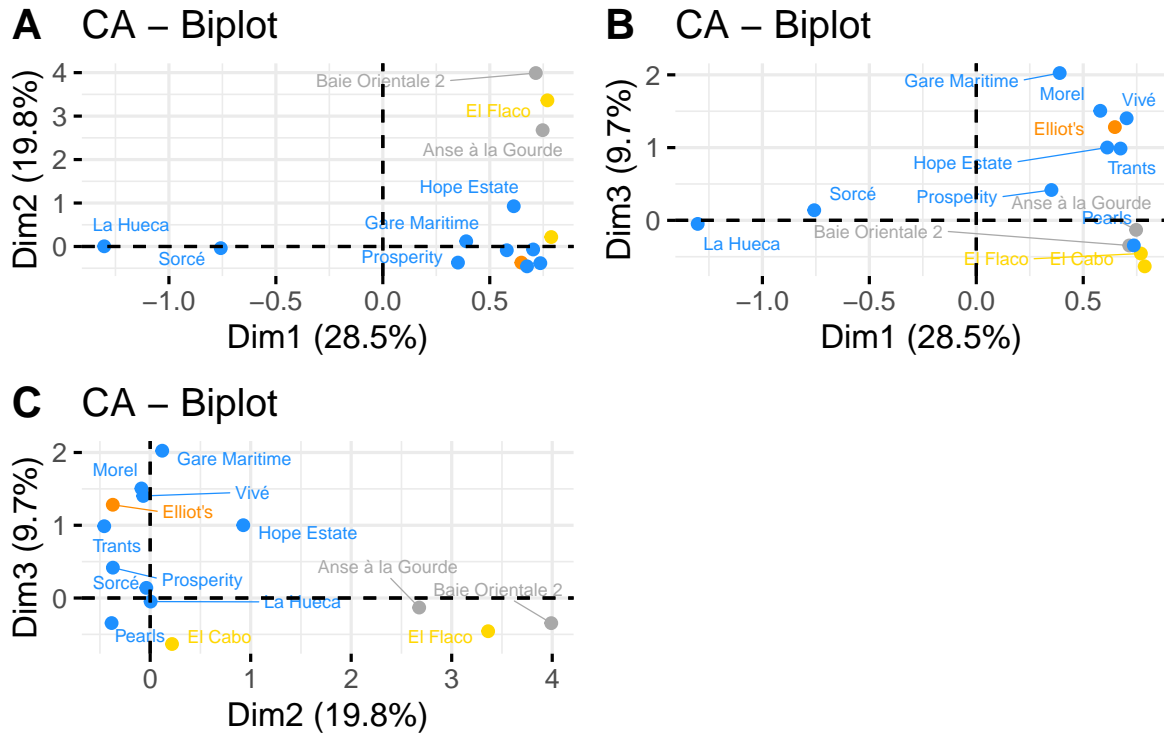 A CA – Biplot
Dim2 (19.8%)
4
3
2
1
0
Baie Orientale 2
El Flaco
Anse à la Gourde
Hope Estate
La Hueca
Gare Maritime
Sorcé
Prosperity
−1.0 −0.5 0.0 0.5
Dim1 (28.5%)
B CA – Biplot
Dim3 (9.7%)
2
1
0
Gare Maritime
Morel
Vivé
Elliot's
Hope Estate
Trants
Sorcé
Prosperity
Anse à la Gourde
Pearls
Baie Orientale 2
La Hueca
El Flaco
El Cabo
−1.0 −0.5 0.0 0.5
Dim1 (28.5%)
C CA – Biplot
Dim3 (9.7%)
2
1
0
Gare Maritime
Morel
Vivé
Elliot's
Hope Estate
Trants
Anse à la Gourde
Sorcé
Prosperity
Baie Orientale 2
La Hueca
Pearls
El Cabo
El Flaco
0 1 2 3 4
Dim2 (19.8%)